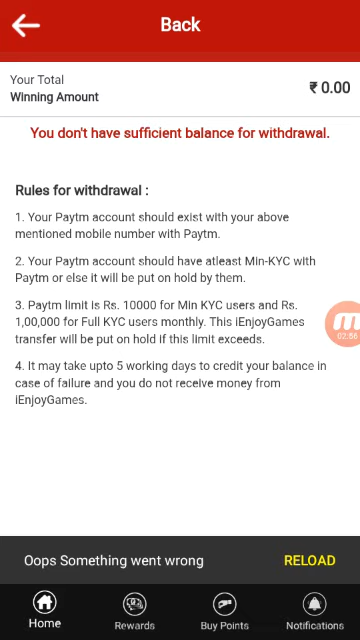 Back
Your Total
Winning Amount
₹ 0.00
You don't have sufficient balance for withdrawal.
Rules for withdrawal :
1. Your Paytm account should exist with your above
mentioned mobile number with Paytm.
2. Your Paytm account should have atleast Min-KYC with
Paytm or else it will be put on hold by them.
3. Paytm limit is Rs. 10000 for Min KYC users and Rs.
1,00,000 for Full KYC users monthly. This iEnjoyGames
transfer will be put on hold if this limit exceeds.
02:56
4. It may take upto 5 working days to credit your balance in
case of failure and you do not receive money from
iEnjoyGames.
Oops Something went wrong
RELOAD
Home
Rewards
Buy Points
Notifications